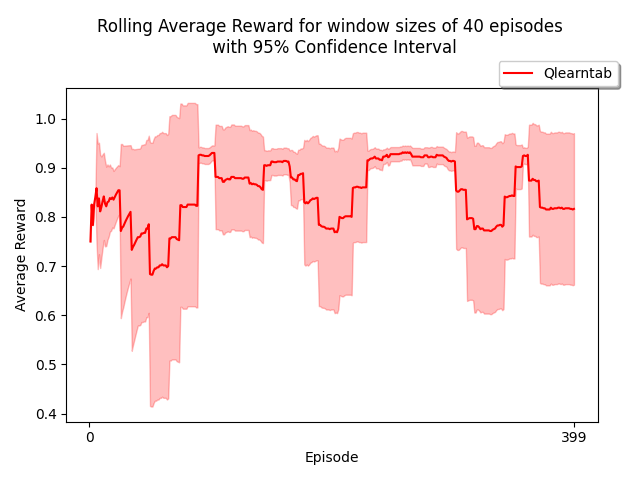 Rolling Average Reward for window sizes of 40 episodes
with 95% Confidence Interval
Qlearntab
Average Reward
1.0
0.9
0.8
0.7
0.6
0.5
0.4
0
399
Episode